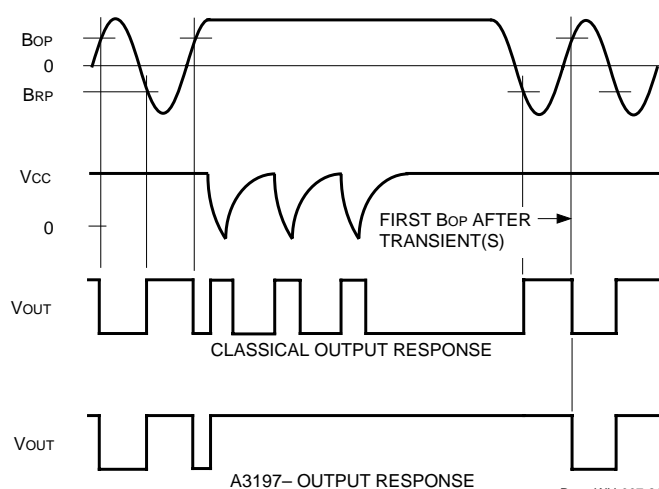 BOP
0
BRP
VCC
0
FIRST BOP AFTER
TRANSIENT(S)
VOUT
CLASSICAL OUTPUT RESPONSE
VOUT
A3197– OUTPUT RESPONSE